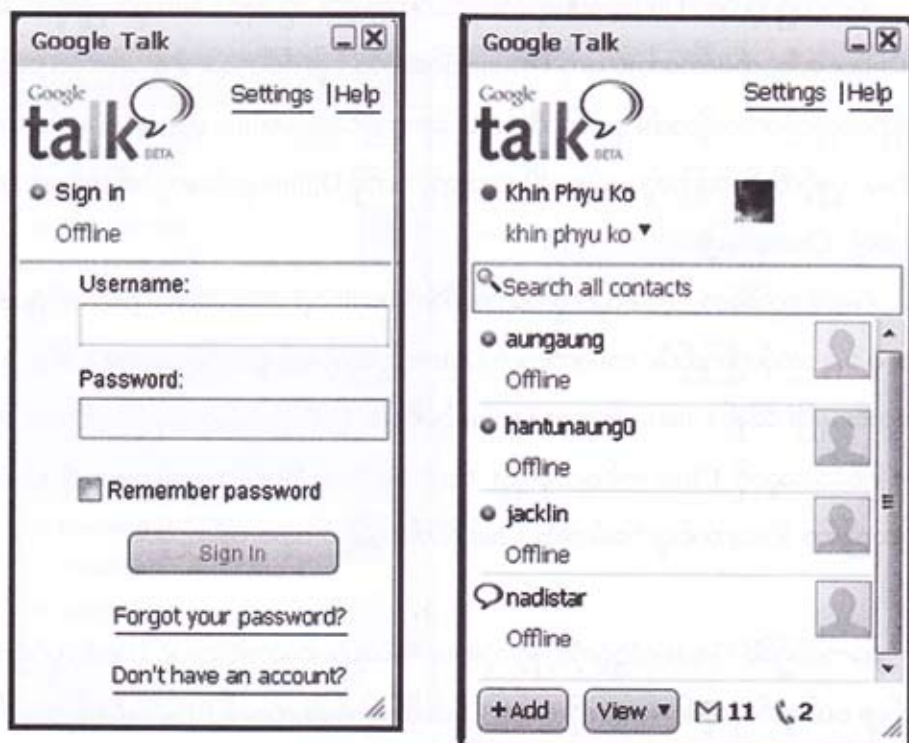 Google Talk
Google
talk
BETA
Settings | Help
Sign in
Offline
Username:
Password:
Remember password
Sign In
Forgot your password?
Don't have an account?
Google Talk
Google
talk
BETA
Settings | Help
Khin Phyu Ko
khin phyu ko
Search all contacts
aungaung
Offline
hantunaung0
Offline
jacklin
Offline
nadistar
Offline
+Add View 11 2